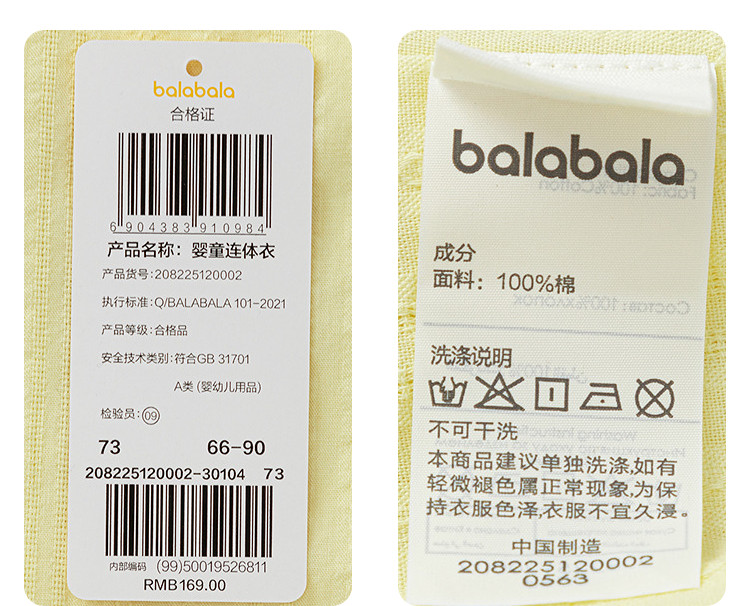 balabala
合格证
6904383910984
产品名称：婴童连体衣
产品货号:208225120002
执行标准:Q/BALABALA 101-2021
产品等级:合格品
安全技术类别:符合GB 31701
A类 (婴幼儿用品)
检验员:09
73 66-90
208225120002-30104 73
内部编码 (99)50019526811
RMB169.00
balabala
Fabric: 100%Cotton
成分
面料：100%棉
Состав: 100%хлопок
洗涤说明
不可干洗
本商品建议单独洗涤,如有
轻微褪色属正常现象,为保
持衣服色泽,衣服不宜久浸。
中国制造
208225120002
0563